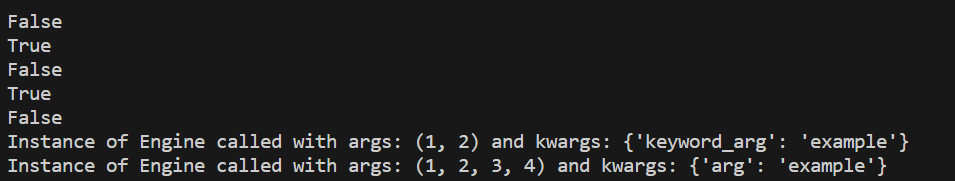 False
True
False
True
False
Instance of Engine called with args: (1, 2) and kwargs: {'keyword_arg': 'example'}
Instance of Engine called with args: (1, 2, 3, 4) and kwargs: {'arg': 'example'}